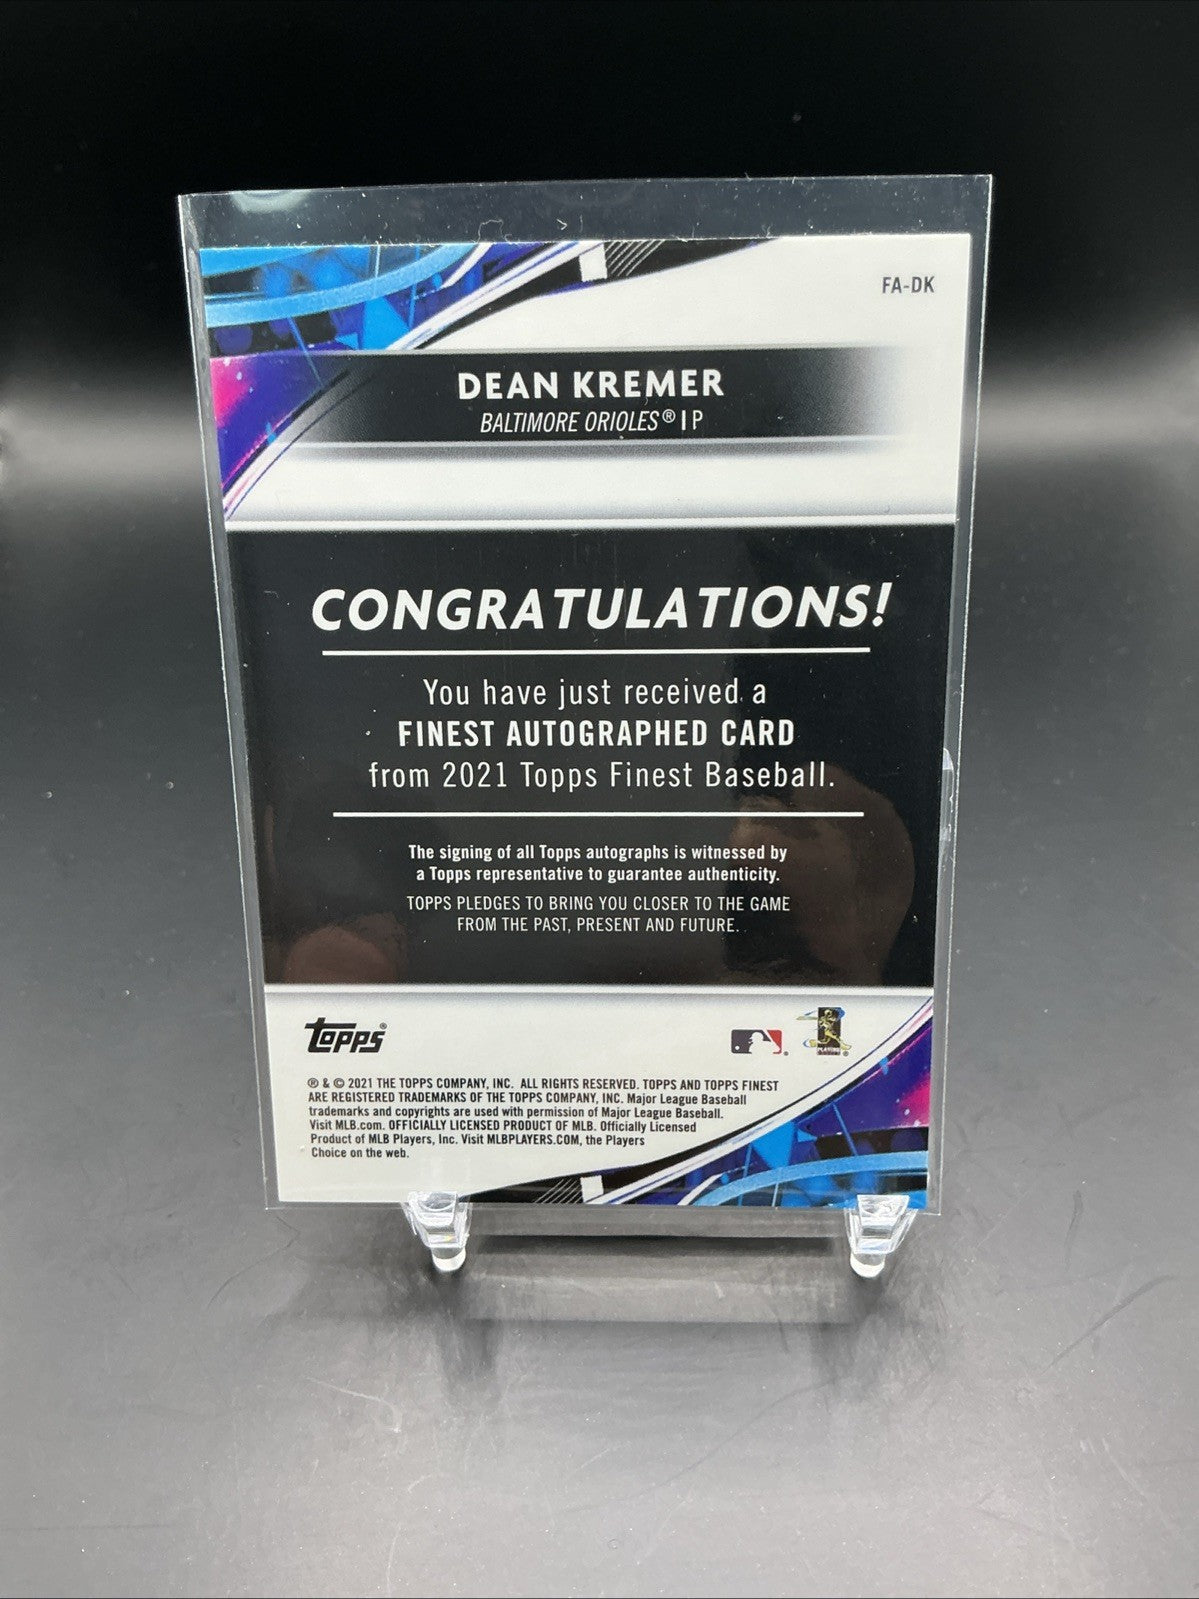 FA-DK
DEAN KREMER
BALTIMORE ORIOLES® | P
CONGRATULATIONS!
You have just received a
FINEST AUTOGRAPHED CARD
from 2021 Topps Finest Baseball.
The signing of all Topps autographs is witnessed by
a Topps representative to guarantee authenticity.
TOPPS PLEDGES TO BRING YOU CLOSER TO THE GAME
FROM THE PAST, PRESENT AND FUTURE.
topps®
® & © 2021 THE TOPPS COMPANY, INC. ALL RIGHTS RESERVED. TOPPS AND TOPPS FINEST
ARE REGISTERED TRADEMARKS OF THE TOPPS COMPANY, INC. Major League Baseball
trademarks and copyrights are used with permission of Major League Baseball.
Visit MLB.com. OFFICIALLY LICENSED PRODUCT OF MLB. Officially Licensed
Product of MLB Players, Inc. Visit MLBPLAYERS.COM, the Players
Choice on the web.